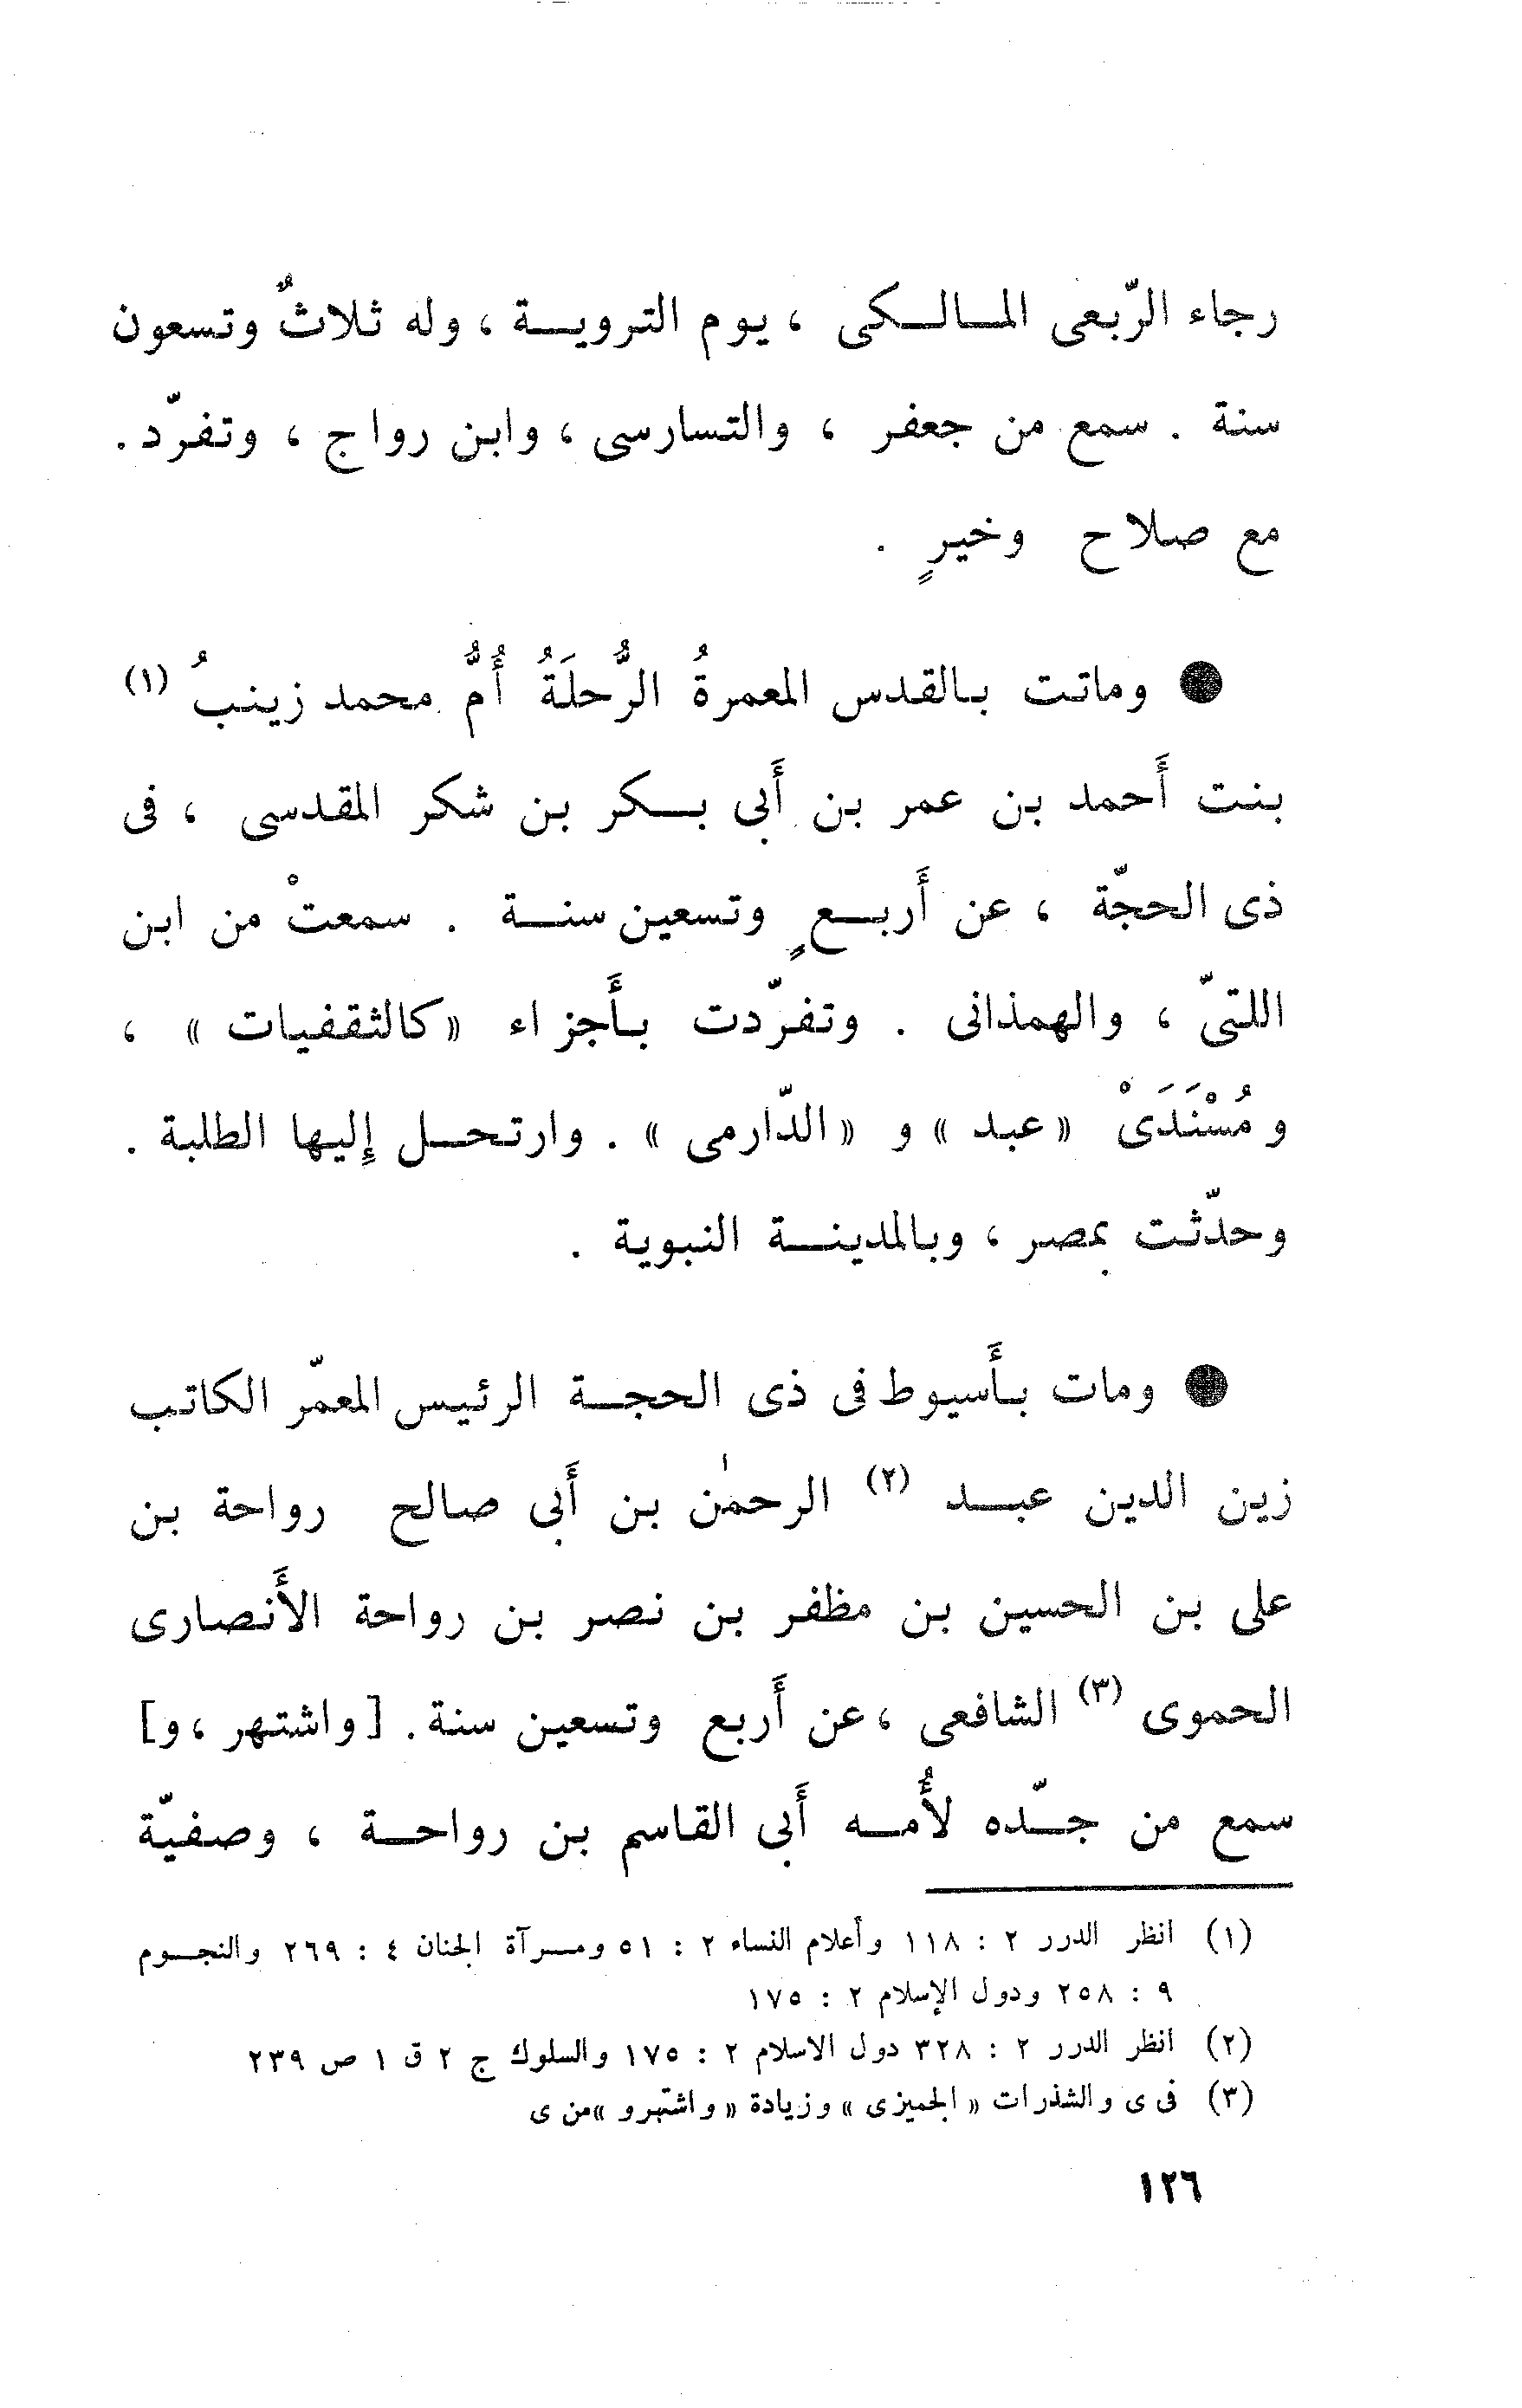 رجاء الرّبعى المالكى ، يوم التروية ، وله ثلاثٌ وتسعون
سنة . سمع من جعفر ، والتسارسى ، وابن رواج ، وتفرّد .
مع صلاح وخيرٍ .
● وماتت بالقدس المعمرةُ الرُّحلَةُ أُمُّ محمد زينبُ (١)
بنت أَحمد بن عمر بن أَبى بكر بن شكر المقدسى ، فى
ذى الحجّة ، عن أَربعٍ وتسعين سنة . سمعتْ من ابن
اللتىّ ، والهمذانى . وتفرّدت بأَجزاء «كالثقفيات » ،
ومُسْنَدَىْ «عبد » و «الدّارمى » . وارتحل إليها الطلبة .
وحدّثت بمصر ، وبالمدينة النبوية .
● ومات بأَسيوط فى ذى الحجة الرئيس المعمّر الكاتب
زين الدين عبد (٢) الرحمٰن بن أَبى صالح رواحة بن
على بن الحسين بن مظفر بن نصر بن رواحة الأَنصارى
الحموى (٣) الشافعى ، عن أَربع وتسعين سنة . [واشتهر ، و]
سمع من جدّه لأُمه أَبى القاسم بن رواحة ، وصفيّة
(١) انظر الدرر ٢ : ١١٨ وأعلام النساء ٢ : ٥١ ومرآة الجنان ٤ : ٢٦٩ والنجوم
٩ : ٢٥٨ ودول الإسلام ٢ : ١٧٥
(٢) انظر الدرر ٢ : ٣٢٨ دول الاسلام ٢ : ١٧٥ والسلوك ج ٢ ق ١ ص ٢٣٩
(٣) فى ى والشذرات « الجميزى » وزيادة « واشتهرو »من ى
١٢٦